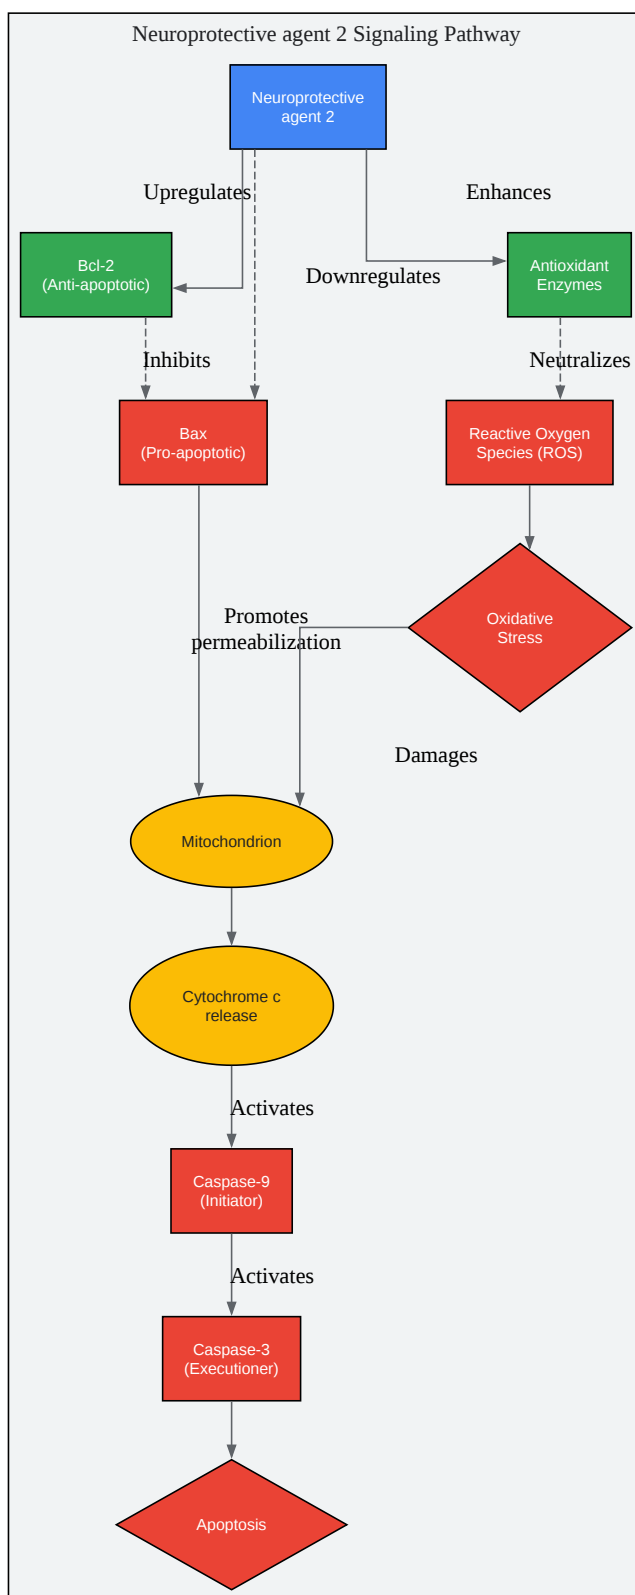 Neuroprotective agent 2 Signaling Pathway
Neuroprotective
agent 2
Upregulates
Enhances
Bcl-2
(Anti-apoptotic)
Downregulates
Antioxidant
Enzymes
Inhibits
Neutralizes
Bax
(Pro-apoptotic)
Reactive Oxygen
Species (ROS)
Promotes
permeabilization
Oxidative
Stress
Damages
Mitochondrion
Cytochrome c
release
Activates
Caspase-9
(Initiator)
Activates
Caspase-3
(Executioner)
Apoptosis